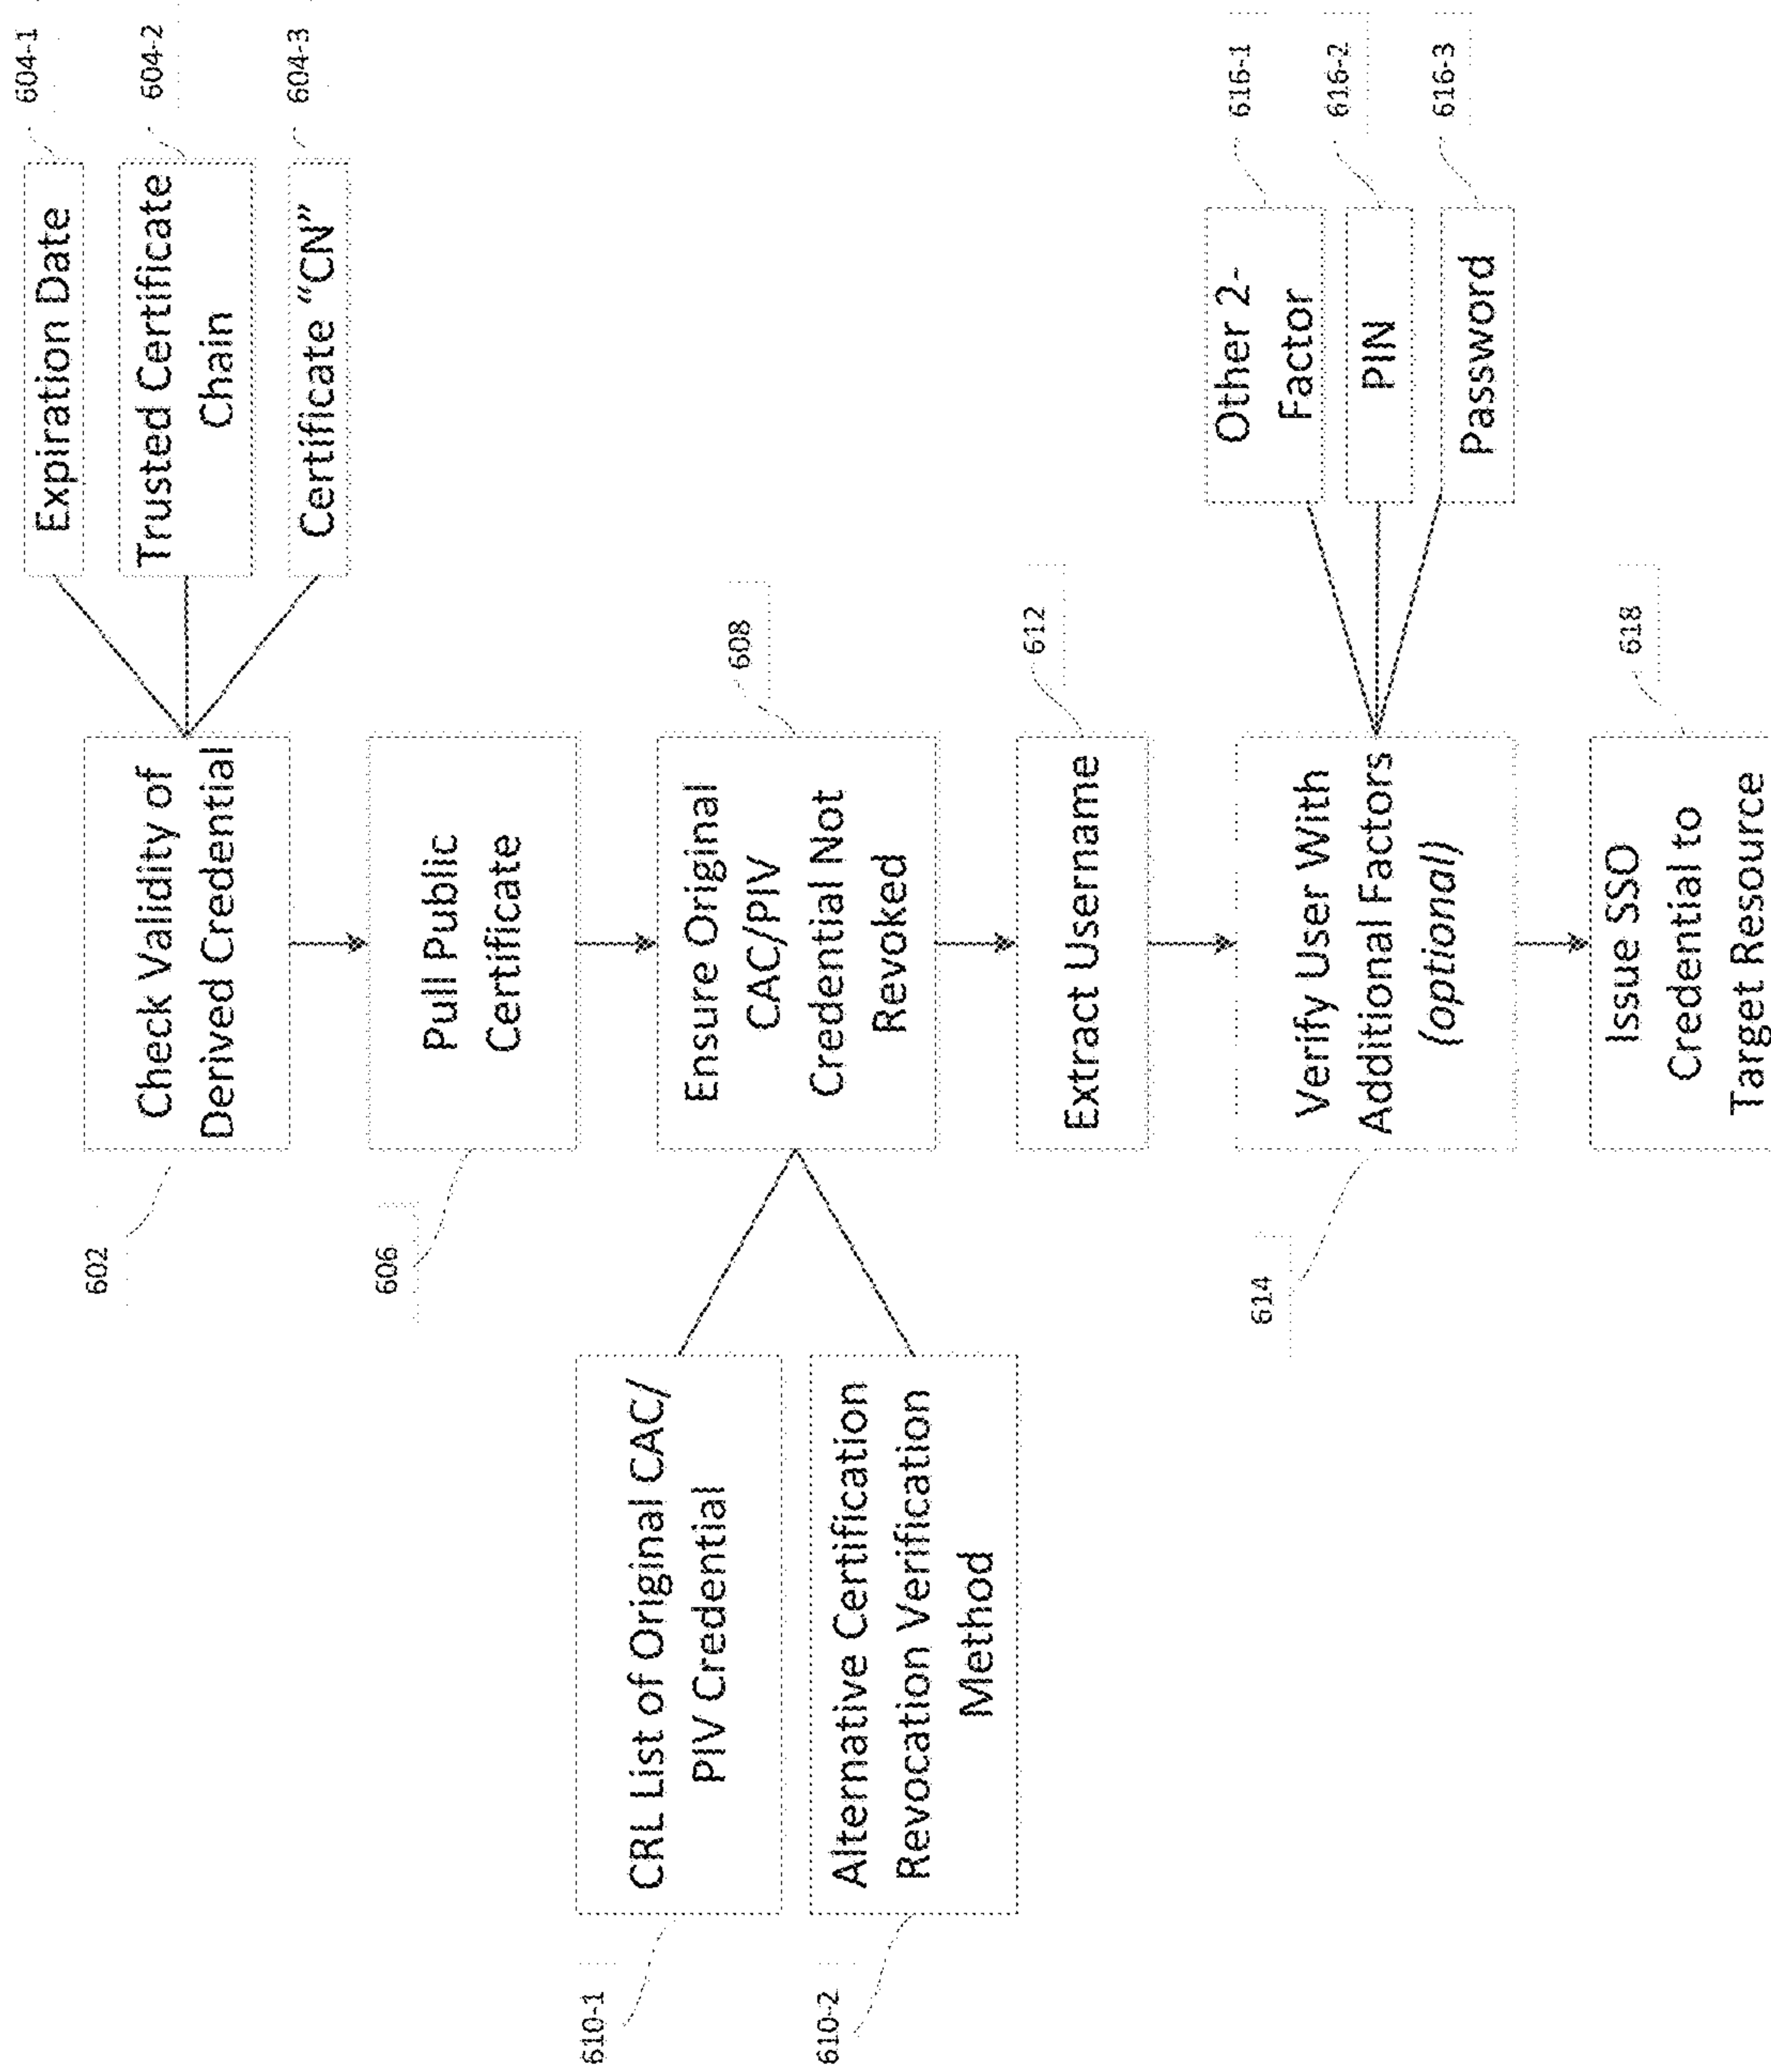 604-1
Expiration Date
604-2
Trusted Certificate
Chain
604-3
Certificate “CN”
602
Check Validity of
Derived Credential
606
Pull Public
Certificate
608
Ensure Original
CAC/PIV
Credential Not
Revoked
610-1
CRL List of Original CAC/
PIV Credential
610-2
Alternative Certification
Revocation Verification
Method
612
Extract Username
614
Verify User With
Additional Factors
(optional)
616-1
Other 2-
Factor
616-2
PIN
616-3
Password
618
Issue SSO
Credential to
Target Resource